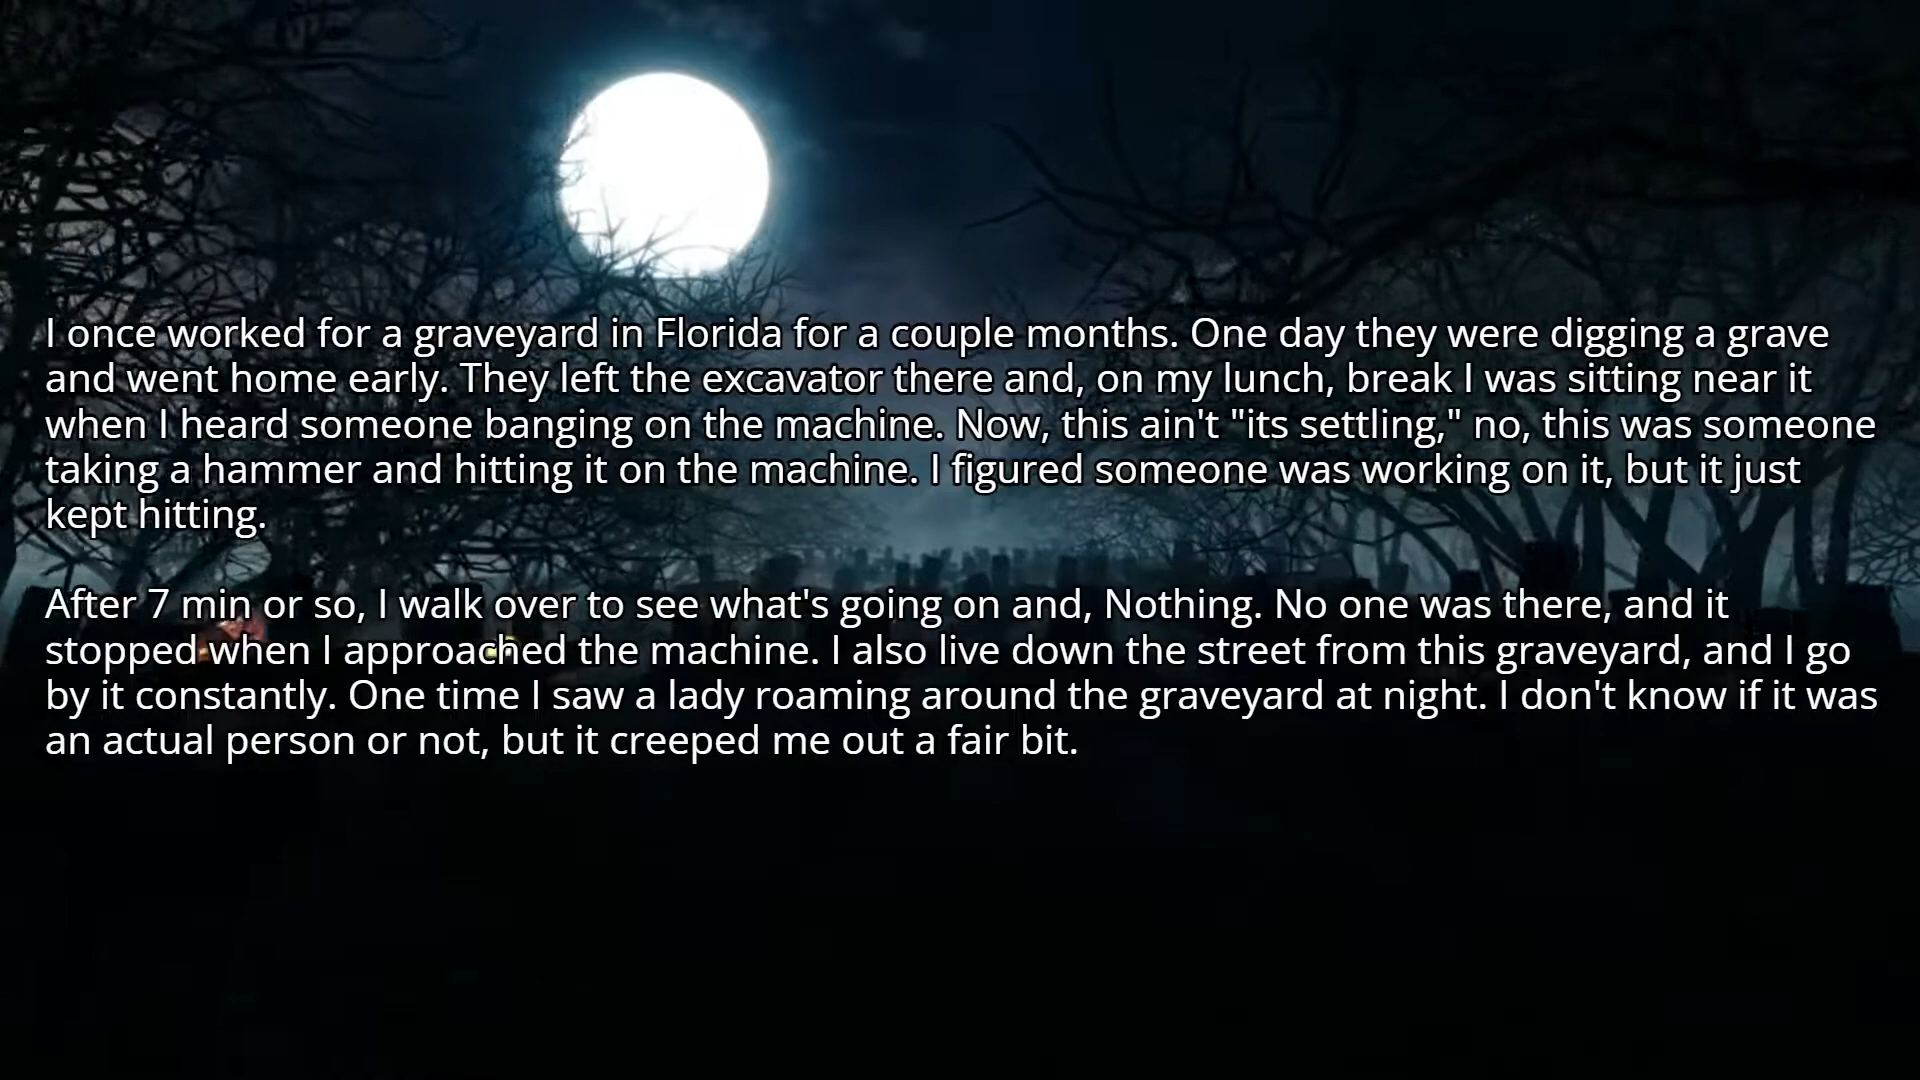 I once worked for a graveyard in Florida for a couple months. One day they were digging a grave
and went home early. They left the excavator there and, on my lunch, break I was sitting near it
when I heard someone banging on the machine. Now, this ain't "its settling," no, this was someone
taking a hammer and hitting it on the machine. I figured someone was working on it, but it just
kept hitting.
After 7 min or so, I walk over to see what's going on and, Nothing. No one was there, and it
stopped when I approached the machine. I also live down the street from this graveyard, and I go
by it constantly. One time I saw a lady roaming around the graveyard at night. I don't know if it was
an actual person or not, but it creeped me out a fair bit.